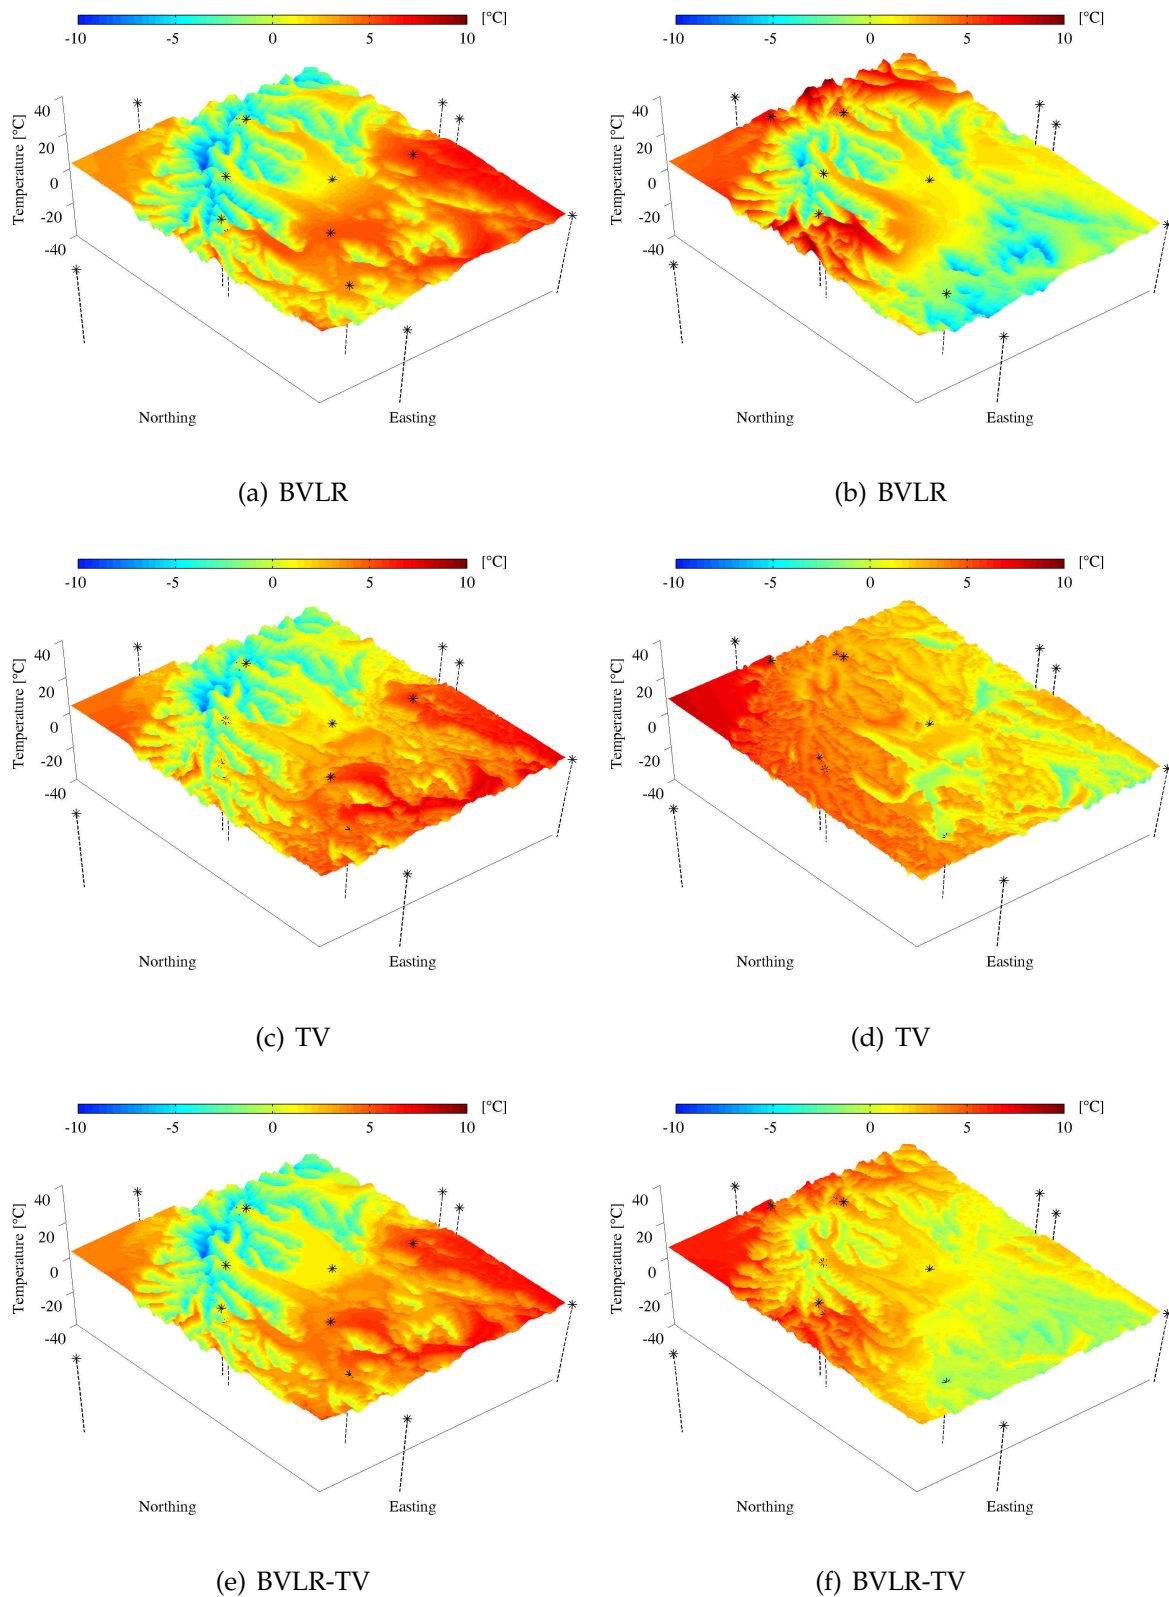 [°C] [°C]
-10 -5 0 5 10 -10 -5 0 5 10
40 40
20 20
0 0
-20 -20
-40 -40
Temperature [°C] Temperature [°C]
Northing Easting Northing Easting
(a) BVLR (b) BVLR
[°C] [°C]
-10 -5 0 5 10 -10 -5 0 5 10
40 40
20 20
0 0
-20 -20
-40 -40
Temperature [°C] Temperature [°C]
Northing Easting Northing Easting
(c) TV (d) TV
[°C] [°C]
-10 -5 0 5 10 -10 -5 0 5 10
40 40
20 20
0 0
-20 -20
-40 -40
Temperature [°C] Temperature [°C]
Northing Easting Northing Easting
(e) BVLR-TV (f) BVLR-TV